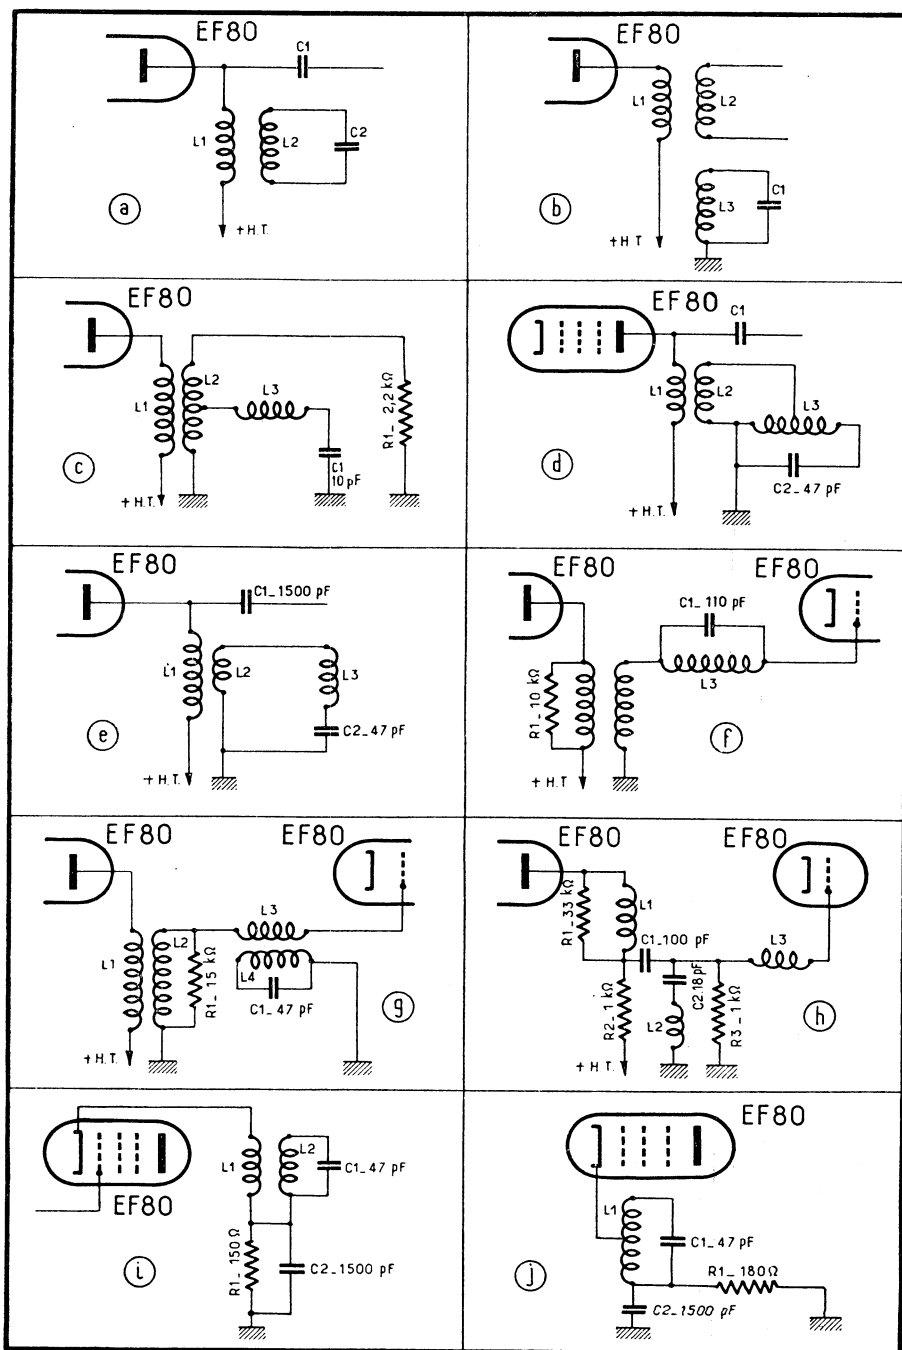 EF80
C1
L1
L2
C2
+H.T.
a
EF80
L1
L2
L3
C1
+H.T
b
EF80
L1
L2
L3
C1
10 pF
R1_ 2,2 kΩ
+H.T.
c
EF80
C1
L1
L2
L3
C2_47 pF
+H.T.
d
EF80
C1_1500 pF
L1
L2
L3
C2_47 pF
+H.T.
e
EF80
EF80
C1_110 pF
R1_10 kΩ
L3
+H.T
f
EF80
EF80
L1
L2
L3
L4
R1_15 kΩ
C1_47 pF
+H.T.
g
EF80
EF80
R1_33 kΩ
L1
C1_100 pF
L3
C2_18 pF
R2_1 kΩ
L2
R3_1 kΩ
+H.T.
h
EF80
L1
L2
C1_47 pF
R1_150 Ω
C2_1500 pF
i
EF80
L1
C1_47 pF
R1_180Ω
C2_1500 pF
j